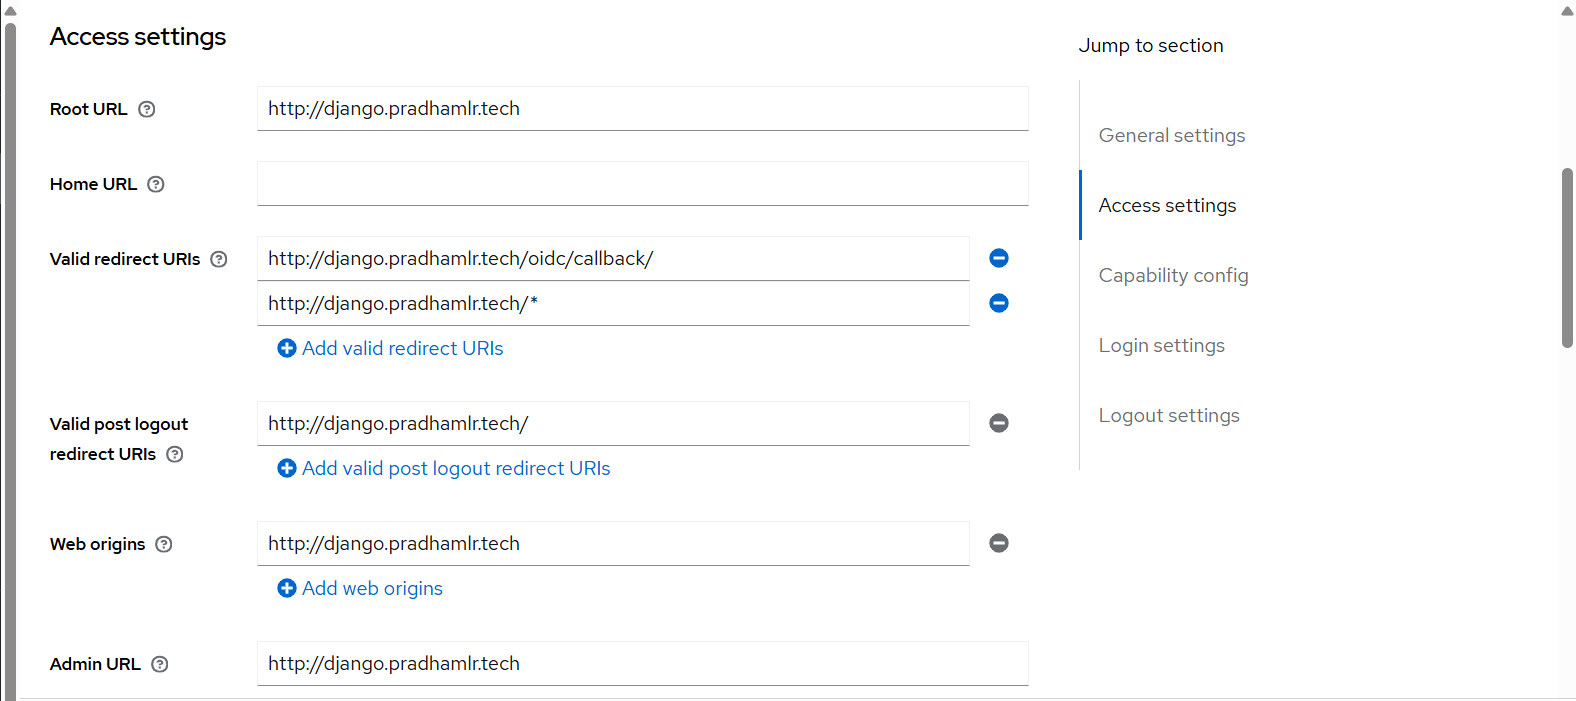 Access settings
Jump to section
Root URL
http://django.pradhamlr.tech
General settings
Home URL
Access settings
Valid redirect URIs
http://django.pradhamlr.tech/oidc/callback/
http://django.pradhamlr.tech/*
Add valid redirect URIs
Capability config
Login settings
Valid post logout
redirect URIs
http://django.pradhamlr.tech/
Add valid post logout redirect URIs
Logout settings
Web origins
http://django.pradhamlr.tech
Add web origins
Admin URL
http://django.pradhamlr.tech